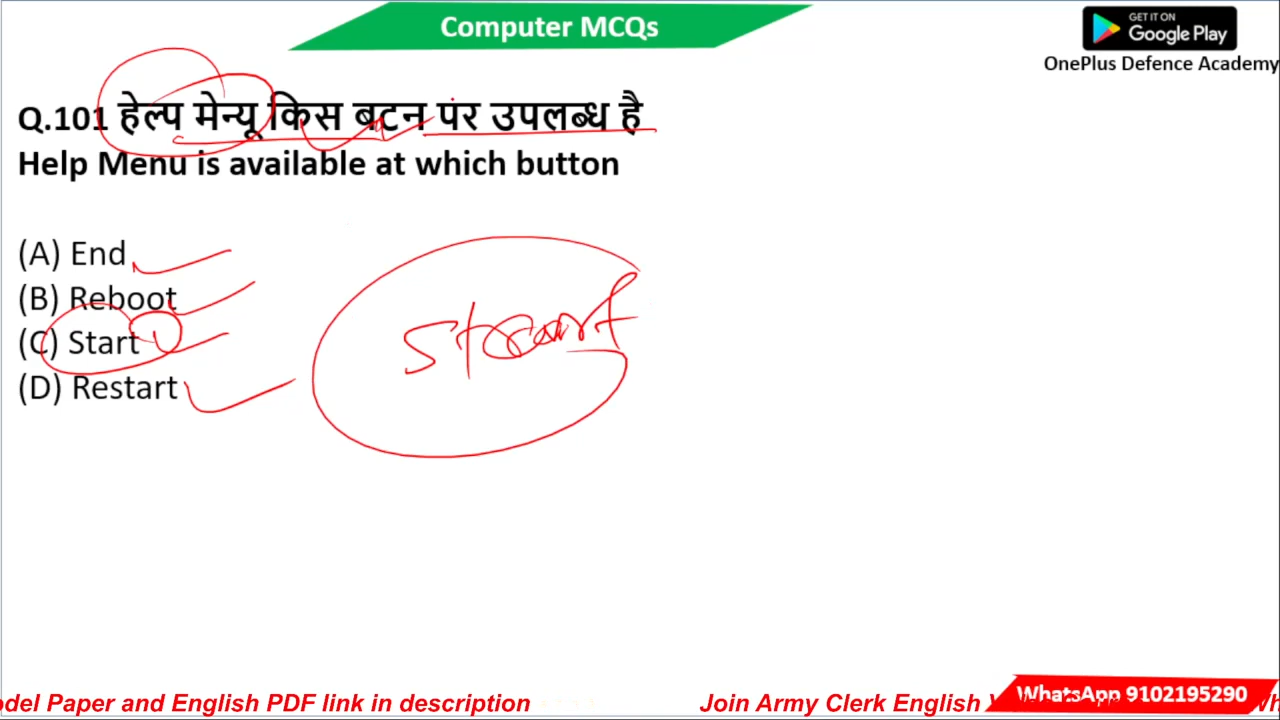 Computer MCQs
GET IT ON
Google Play
OnePlus Defence Academy
Q.101 हेल्प मेन्यू किस बटन पर उपलब्ध है
Help Menu is available at which button
(A) End
(B) Reboot
(C) Start
(D) Restart
start
odel Paper and English PDF link in description
Join Army Clerk English
WhatsApp 9102195290